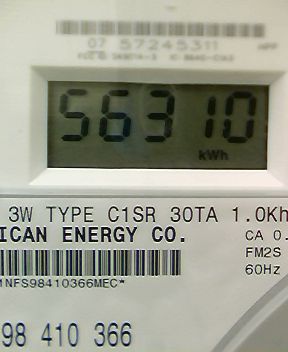 07 57245311
56310
kWh
3W TYPE C1SR 30TA 1.0Kh
ICAN ENERGY CO.
CA 0.
FM2S
60Hz
NFS98410366MEC*
98 410 366